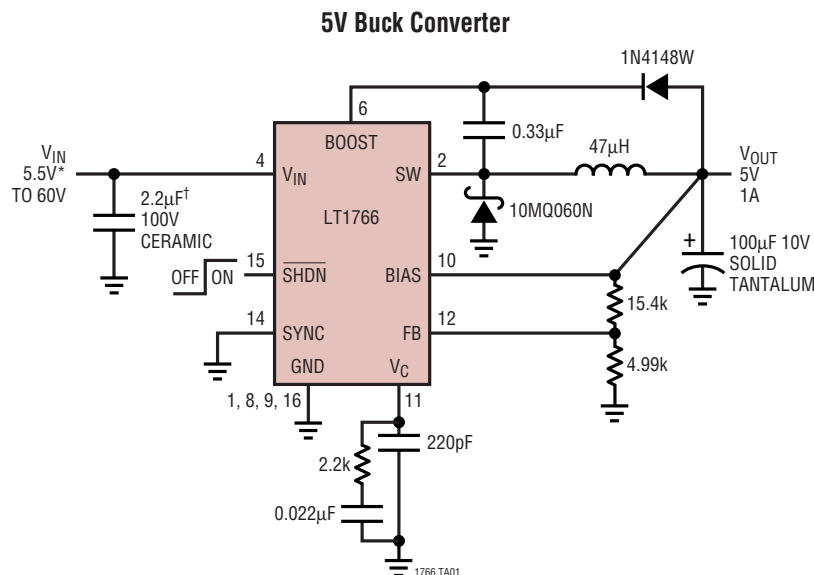 5V Buck Converter
1N4148W
6
BOOST
0.33µF
47µH
V_IN
5.5V*
TO 60V
4
V_IN
SW
2
V_OUT
5V
1A
2.2µF†
100V
CERAMIC
LT1766
10MQ060N
+
100µF 10V
SOLID
TANTALUM
OFF ON
15
SHDN
BIAS
10
15.4k
14
SYNC
FB
12
4.99k
GND
V_C
1, 8, 9, 16
11
220pF
2.2k
0.022µF
1766 TA01